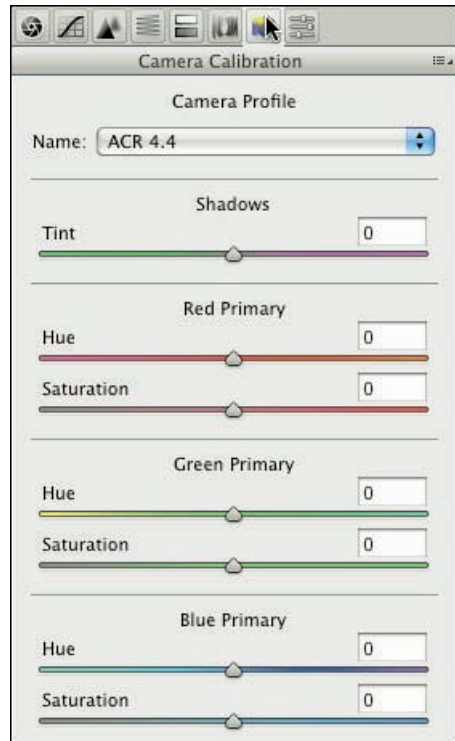 Camera Calibration
Camera Profile
Name: ACR 4.4
Shadows
Tint 0
Red Primary
Hue 0
Saturation 0
Green Primary
Hue 0
Saturation 0
Blue Primary
Hue 0
Saturation 0